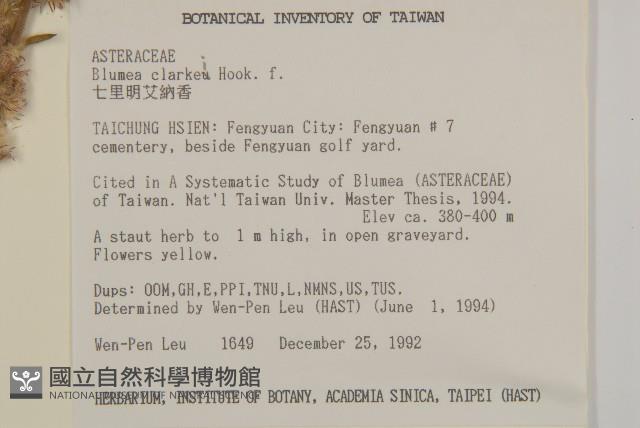 BOTANICAL INVENTORY OF TAIWAN
ASTERACEAE
Blumea clarkei Hook. f.
七里明艾納香
TAICHUNG HSIEN: Fengyuan City: Fengyuan # 7
cementery, beside Fengyuan golf yard.
Cited in A Systematic Study of Blumea (ASTERACEAE)
of Taiwan. Nat'l Taiwan Univ. Master Thesis, 1994.
Elev ca. 380-400 m
A staut herb to 1 m high, in open graveyard.
Flowers yellow.
Dups: OOM,GH,E,PPI,TNU,L,NMNS,US,TUS.
Determined by Wen-Pen Leu (HAST) (June 1, 1994)
Wen-Pen Leu 1649 December 25, 1992
國立自然科學博物館
NATIONAL MUSEUM OF NATURAL SCIENCE
HERBARIUM, INSTITUTE OF BOTANY, ACADEMIA SINICA, TAIPEI (HAST)